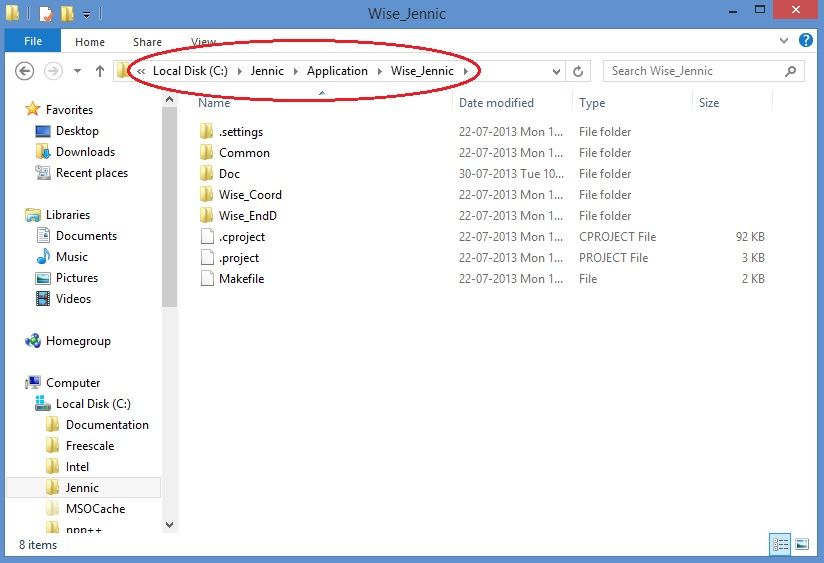 Wise_Jennic
File Home Share View
« Local Disk (C:) Jennic Application Wise_Jennic Search Wise_Jennic
Name Date modified Type Size
Favorites
Desktop
Downloads
Recent places
Libraries
Documents
Music
Pictures
Videos
Homegroup
Computer
Local Disk (C:)
Documentation
Freescale
Intel
Jennic
MSOCache
npp++
.settings 22-07-2013 Mon 1... File folder
Common 22-07-2013 Mon 1... File folder
Doc 30-07-2013 Tue 10... File folder
Wise_Coord 22-07-2013 Mon 1... File folder
Wise_EndD 22-07-2013 Mon 1... File folder
.cproject 22-07-2013 Mon 1... CPROJECT File 92 KB
.project 22-07-2013 Mon 1... PROJECT File 3 KB
Makefile 22-07-2013 Mon 1... File 2 KB
8 items